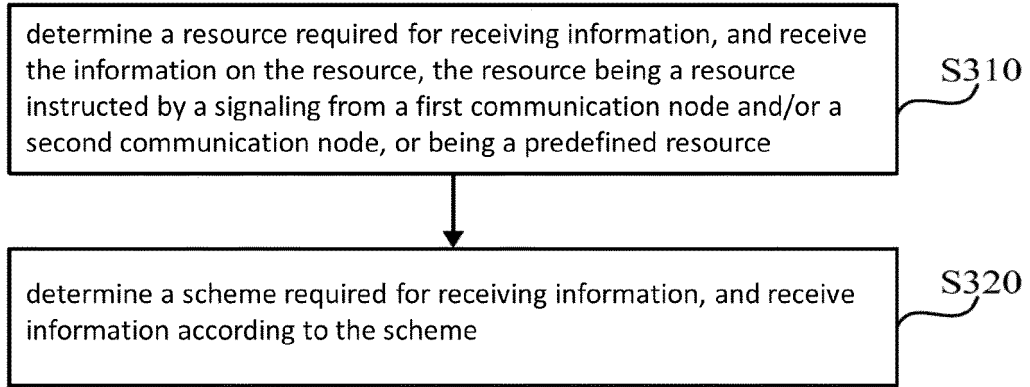 determine a resource required for receiving information, and receive
the information on the resource, the resource being a resource
instructed by a signaling from a first communication node and/or a
second communication node, or being a predefined resource
S310
determine a scheme required for receiving information, and receive
information according to the scheme
S320